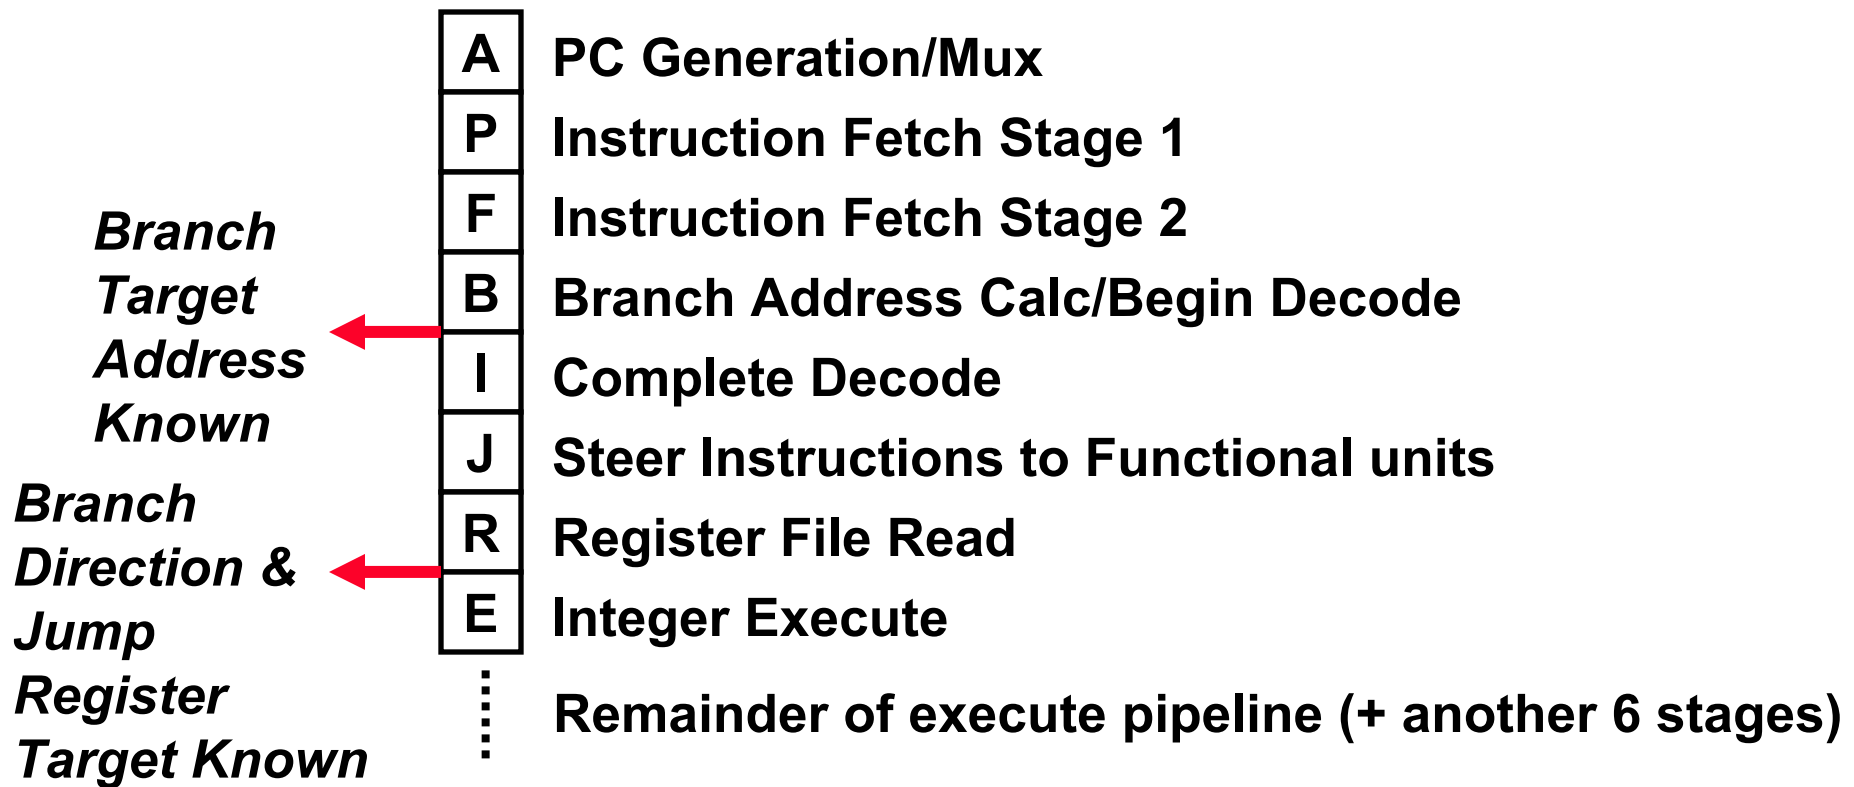 A PC Generation/Mux
P Instruction Fetch Stage 1
F Instruction Fetch Stage 2
B Branch Address Calc/Begin Decode
I Complete Decode
J Steer Instructions to Functional units
R Register File Read
E Integer Execute
Remainder of execute pipeline (+ another 6 stages)
Branch
Target
Address
Known
Branch
Direction &
Jump
Register
Target Known